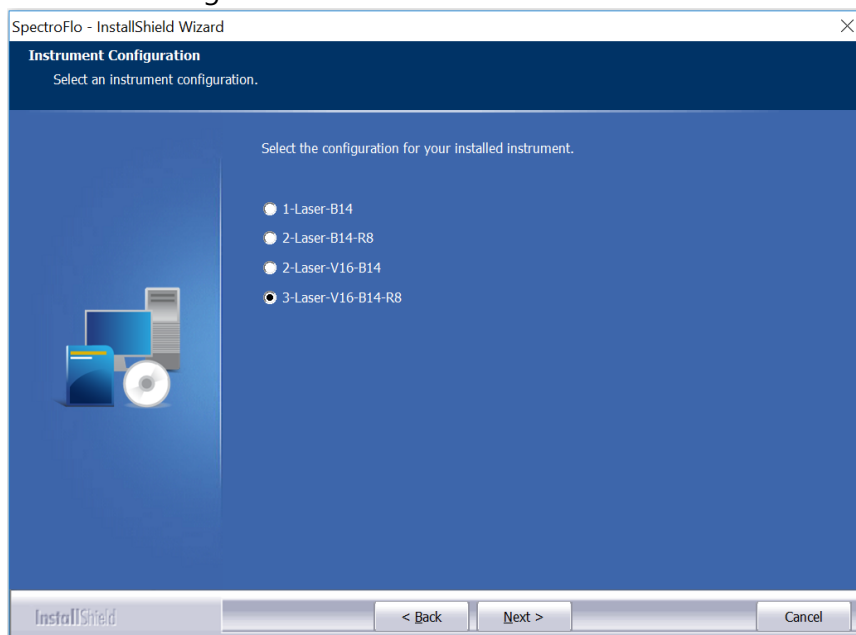 SpectroFlo - InstallShield Wizard
Instrument Configuration
Select an instrument configuration.
Select the configuration for your installed instrument.
1-Laser-B14
2-Laser-B14-R8
2-Laser-V16-B14
3-Laser-V16-B14-R8
InstallShield
< Back
Next >
Cancel